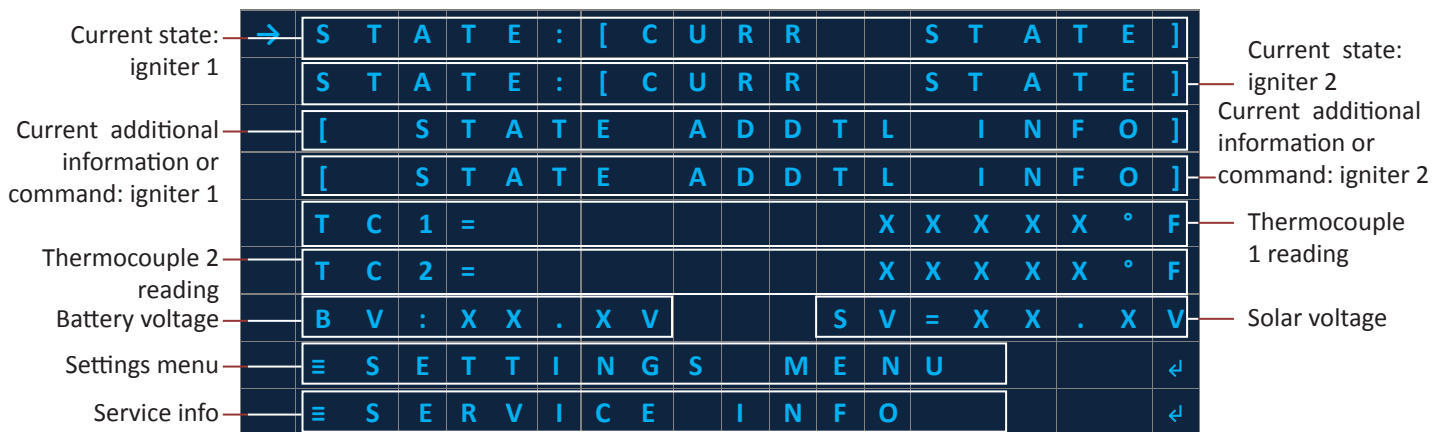 Current state:
igniter 1
→ STATE:[CURR STATE]
Current state:
igniter 2
STATE:[CURR STATE]
Current additional
information or
command: igniter 1
[ STATE ADDTL INFO]
Current additional
information or
command: igniter 2
[ STATE ADDTL INFO]
TC1= XXXXX°F
Thermocouple
1 reading
Thermocouple 2
reading
TC2= XXXXX°F
Battery voltage
BV:XX.XV SV=XX.XV
Solar voltage
Settings menu
≡ SETTINGS MENU ↵
Service info
≡ SERVICE INFO ↵